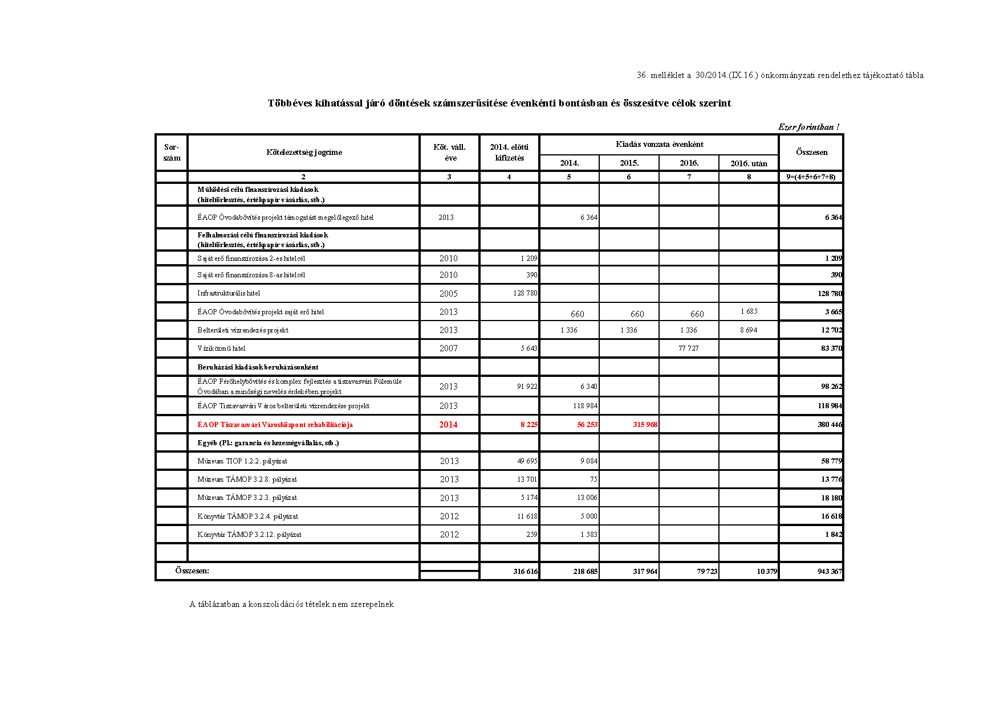 36. melléklet a 30/2014.(IX.16.) önkormányzati rendelethez tájékoztató tábla
Többéves kihatással járó döntések számszerűsítése évenkénti bontásban és összesítve célok szerint
Ezer forintban !
Sor-szám Kötelezettség jogcíme Köt. váll. éve 2014. előtti kifizetés Kiadás vonzata évenként Összesen
2014. 2015. 2016. 2016. után
2 3 4 5 6 7 8 9=(4+5+6+7+8)
Működési célú finanszírozási kiadások
(hiteltörlesztés, értékpapír vásárlás, stb.)
ÉAOP Óvodabővítés projekt támogatást megelőlegező hitel 2013 6 364 6 364
Felhalmozási célú finanszírozási kiadások
(hiteltörlesztés, értékpapír vásárlás, stb.)
Saját erő finanszírozása 2-es hitelcél 2010 1 209 1 209
Saját erő finanszírozása 8-as hitelcél 2010 390 390
Infrastrukturális hitel 2005 128 780 128 780
ÉAOP Óvodabővítés projekt saját erő hitel 2013 660 660 660 1 685 3 665
Belterületi vízrendezés projekt 2013 1 336 1 336 1 336 8 694 12 702
Víziközmű hitel 2007 5 643 77 727 83 370
Beruházási kiadások beruházásonként
ÉAOP Férőhelybővítés és komplex fejlesztés a tiszavasvári Fülemüle
Óvodában a minőségi nevelés érdekében projekt 2013 91 922 6 340 98 262
ÉAOP Tiszavasvári Város belterületi vízrendezése projekt 2013 118 984 118 984
ÉAOP Tiszavasvári Városközpont rehabilitációja 2014 8 225 56 253 315 968 380 446
Egyéb (Pl.: garancia és kezességvállalás, stb.)
Múzeum TIOP 1.2.2. pályázat 2013 49 695 9 084 58 779
Múzeum TÁMOP 3.2.8. pályázat 2013 13 701 75 13 776
Múzeum TÁMOP 3.2.3. pályázat 2013 5 174 13 006 18 180
Könyvtár TÁMOP 3.2.4. pályázat 2012 11 618 5 000 16 618
Könyvtár TÁMOP 3.2.12. pályázat 2012 259 1 583 1 842
Összesen: 316 616 218 685 317 964 79 723 10 379 943 367
A táblázatban a konszolidációs tételek nem szerepelnek